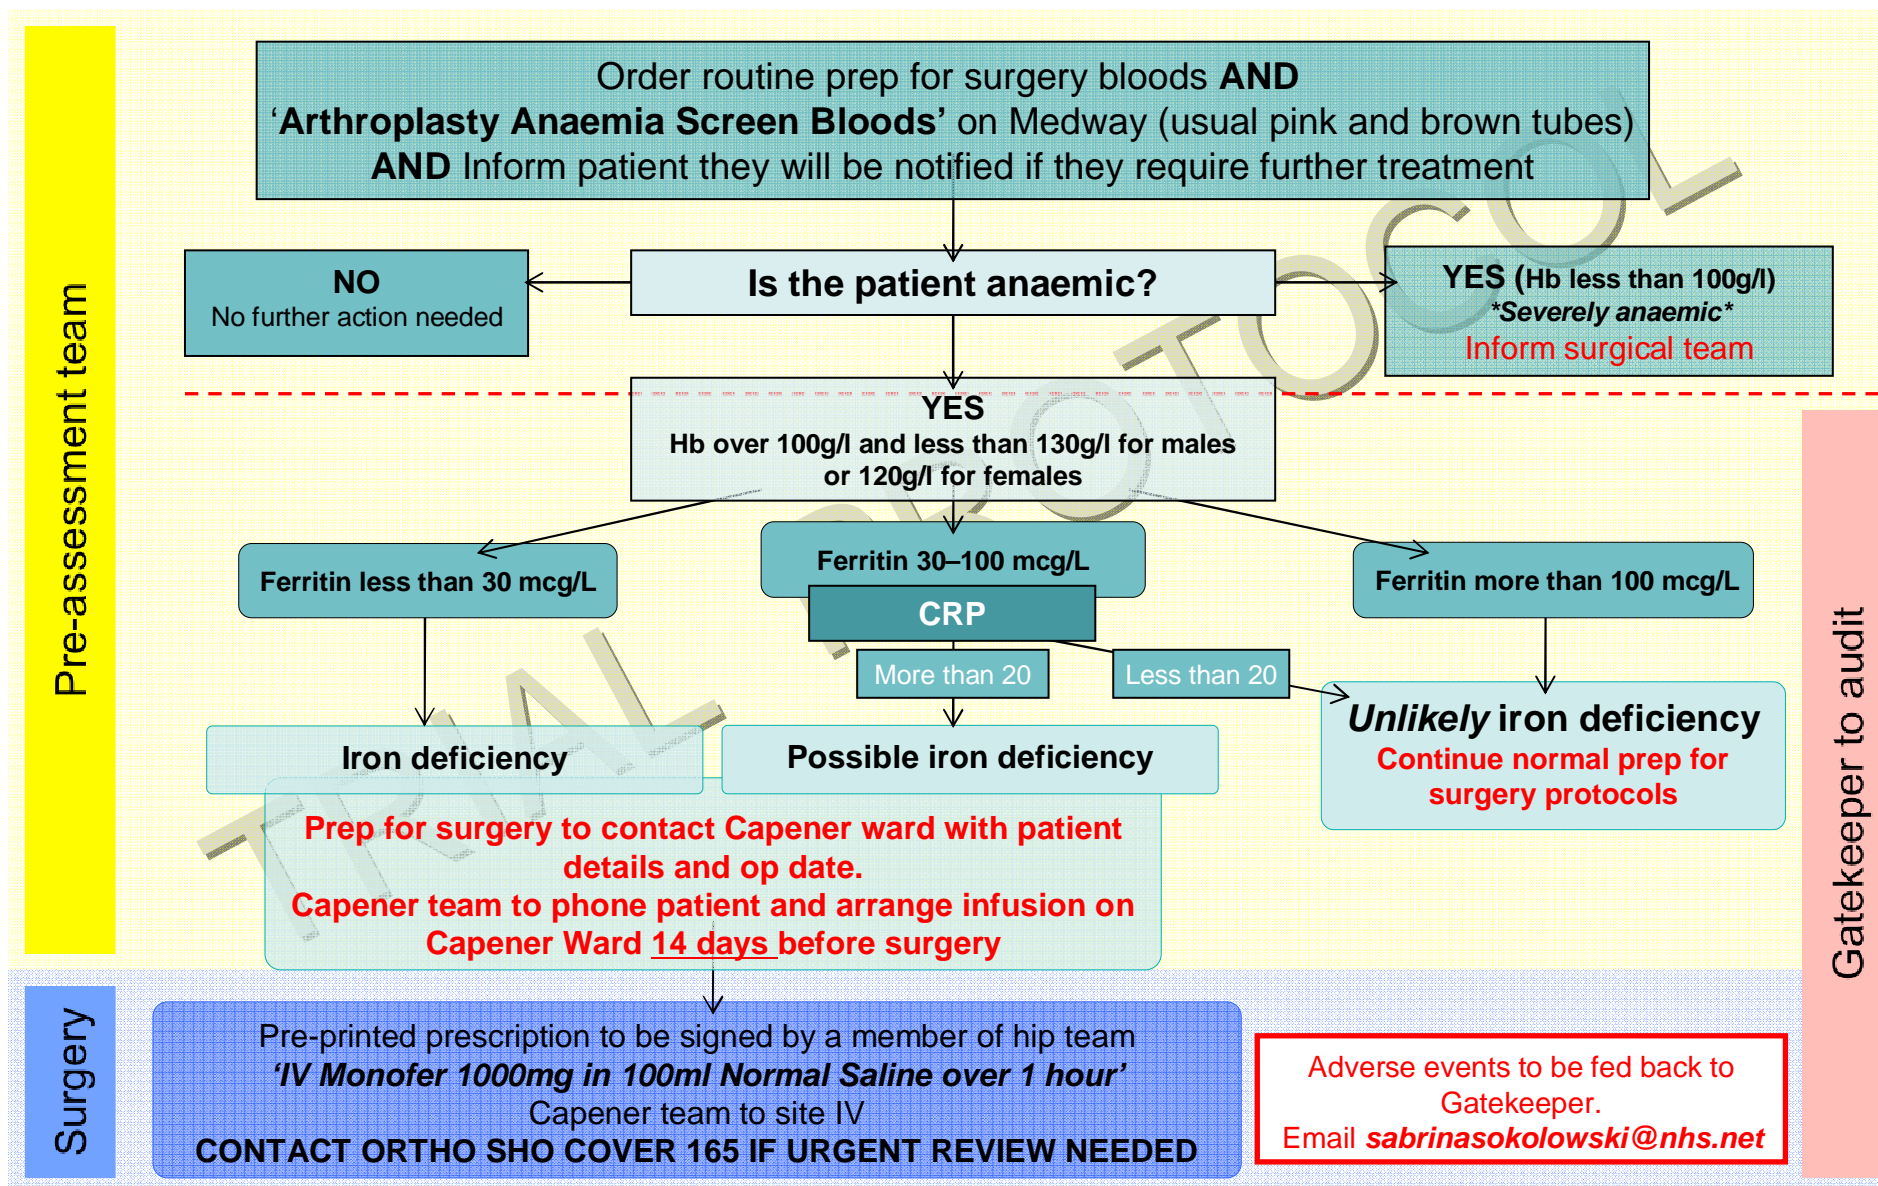 Order routine prep for surgery bloods AND
‘Arthroplasty Anaemia Screen Bloods’ on Medway (usual pink and brown tubes)
AND Inform patient they will be notified if they require further treatment
Pre-assessment team
NO
No further action needed
Is the patient anaemic?
YES (Hb less than 100g/l)
*Severely anaemic*
Inform surgical team
YES
Hb over 100g/l and less than 130g/l for males
or 120g/l for females
Ferritin less than 30 mcg/L
Ferritin 30–100 mcg/L
Ferritin more than 100 mcg/L
CRP
More than 20
Less than 20
Iron deficiency
Possible iron deficiency
Unlikely iron deficiency
Continue normal prep for
surgery protocols
Prep for surgery to contact Capener ward with patient
details and op date.
Capener team to phone patient and arrange infusion on
Capener Ward 14 days before surgery
Gatekeeper to audit
TRIAL PROTOCOL
Surgery
Pre-printed prescription to be signed by a member of hip team
‘IV Monofer 1000mg in 100ml Normal Saline over 1 hour’
Capener team to site IV
CONTACT ORTHO SHO COVER 165 IF URGENT REVIEW NEEDED
Adverse events to be fed back to
Gatekeeper.
Email sabrinasokolowski@nhs.net